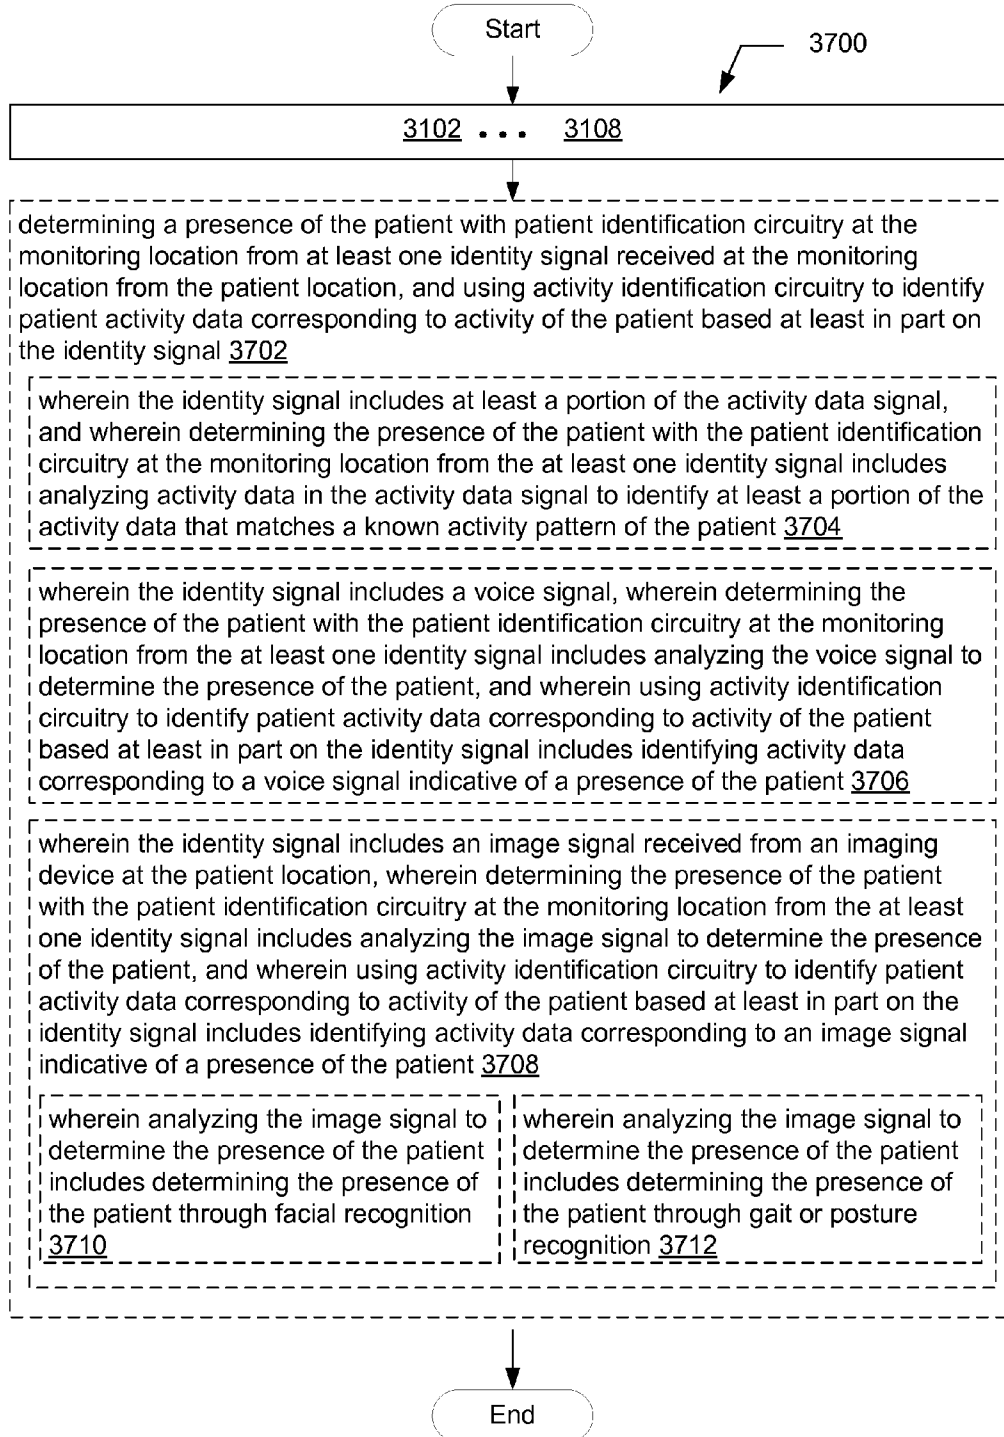 Start
3700
3102 • • • 3108
determining a presence of the patient with patient identification circuitry at the
monitoring location from at least one identity signal received at the monitoring
location from the patient location, and using activity identification circuitry to identify
patient activity data corresponding to activity of the patient based at least in part on
the identity signal 3702
wherein the identity signal includes at least a portion of the activity data signal,
and wherein determining the presence of the patient with the patient identification
circuitry at the monitoring location from the at least one identity signal includes
analyzing activity data in the activity data signal to identify at least a portion of the
activity data that matches a known activity pattern of the patient 3704
wherein the identity signal includes a voice signal, wherein determining the
presence of the patient with the patient identification circuitry at the monitoring
location from the at least one identity signal includes analyzing the voice signal to
determine the presence of the patient, and wherein using activity identification
circuitry to identify patient activity data corresponding to activity of the patient
based at least in part on the identity signal includes identifying activity data
corresponding to a voice signal indicative of a presence of the patient 3706
wherein the identity signal includes an image signal received from an imaging
device at the patient location, wherein determining the presence of the patient
with the patient identification circuitry at the monitoring location from the at least
one identity signal includes analyzing the image signal to determine the presence
of the patient, and wherein using activity identification circuitry to identify patient
activity data corresponding to activity of the patient based at least in part on the
identity signal includes identifying activity data corresponding to an image signal
indicative of a presence of the patient 3708
wherein analyzing the image signal to
determine the presence of the patient
includes determining the presence of
the patient through facial recognition
3710
wherein analyzing the image signal to
determine the presence of the patient
includes determining the presence of
the patient through gait or posture
recognition 3712
End